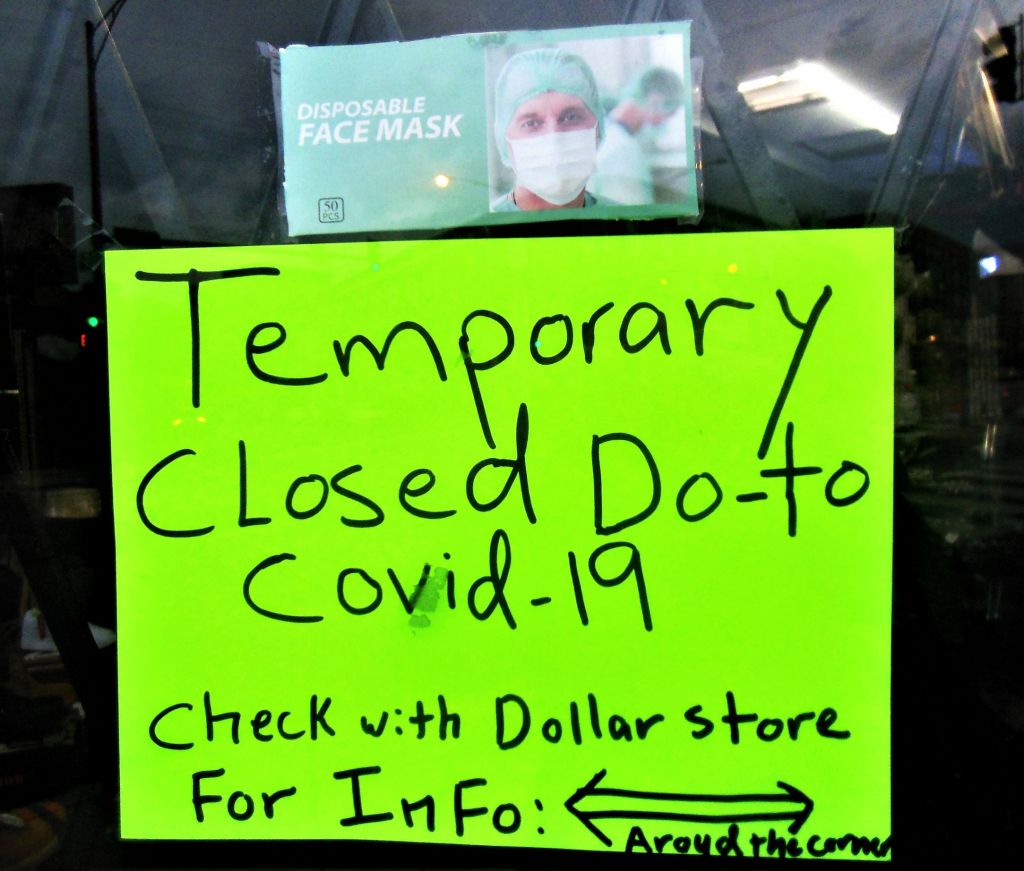 DISPOSABLE
FACE MASK
50
PCS
Temporary
Closed Do-to
Covid-19
Check with Dollar store
For Info:
Aroud the corner